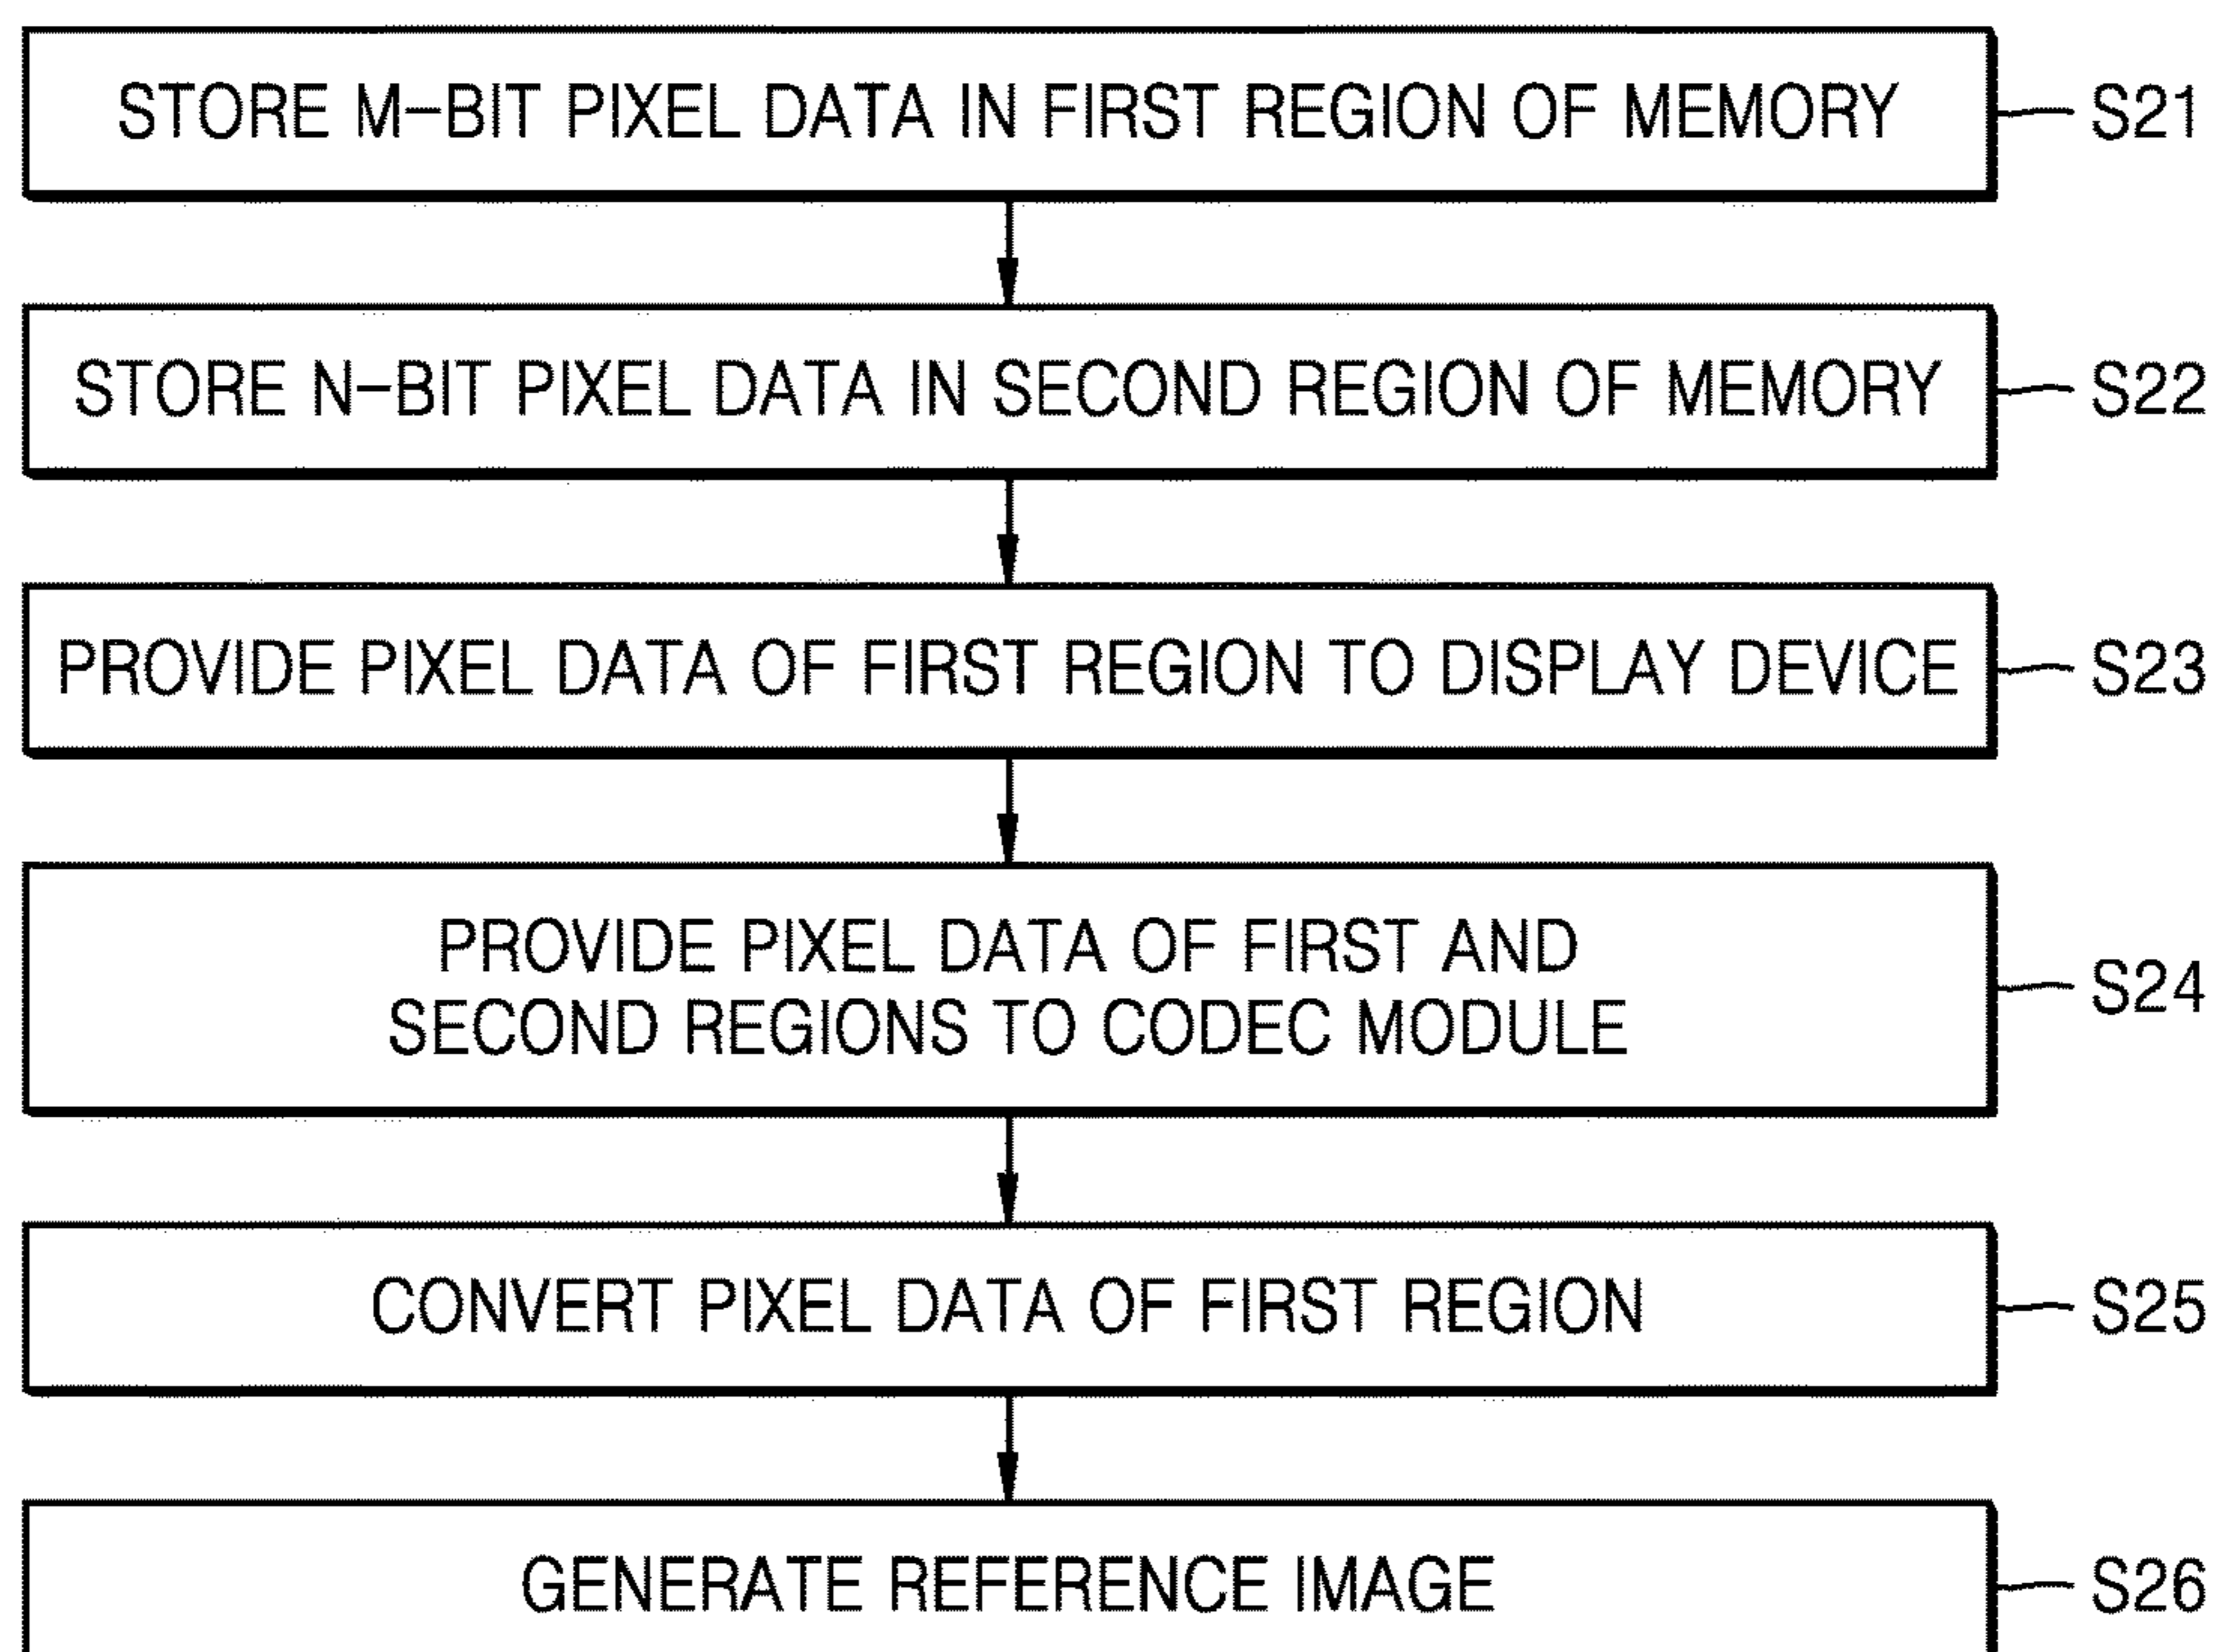 STORE M-BIT PIXEL DATA IN FIRST REGION OF MEMORY
S21
STORE N-BIT PIXEL DATA IN SECOND REGION OF MEMORY
S22
PROVIDE PIXEL DATA OF FIRST REGION TO DISPLAY DEVICE
S23
PROVIDE PIXEL DATA OF FIRST AND
SECOND REGIONS TO CODEC MODULE
S24
CONVERT PIXEL DATA OF FIRST REGION
S25
GENERATE REFERENCE IMAGE
S26